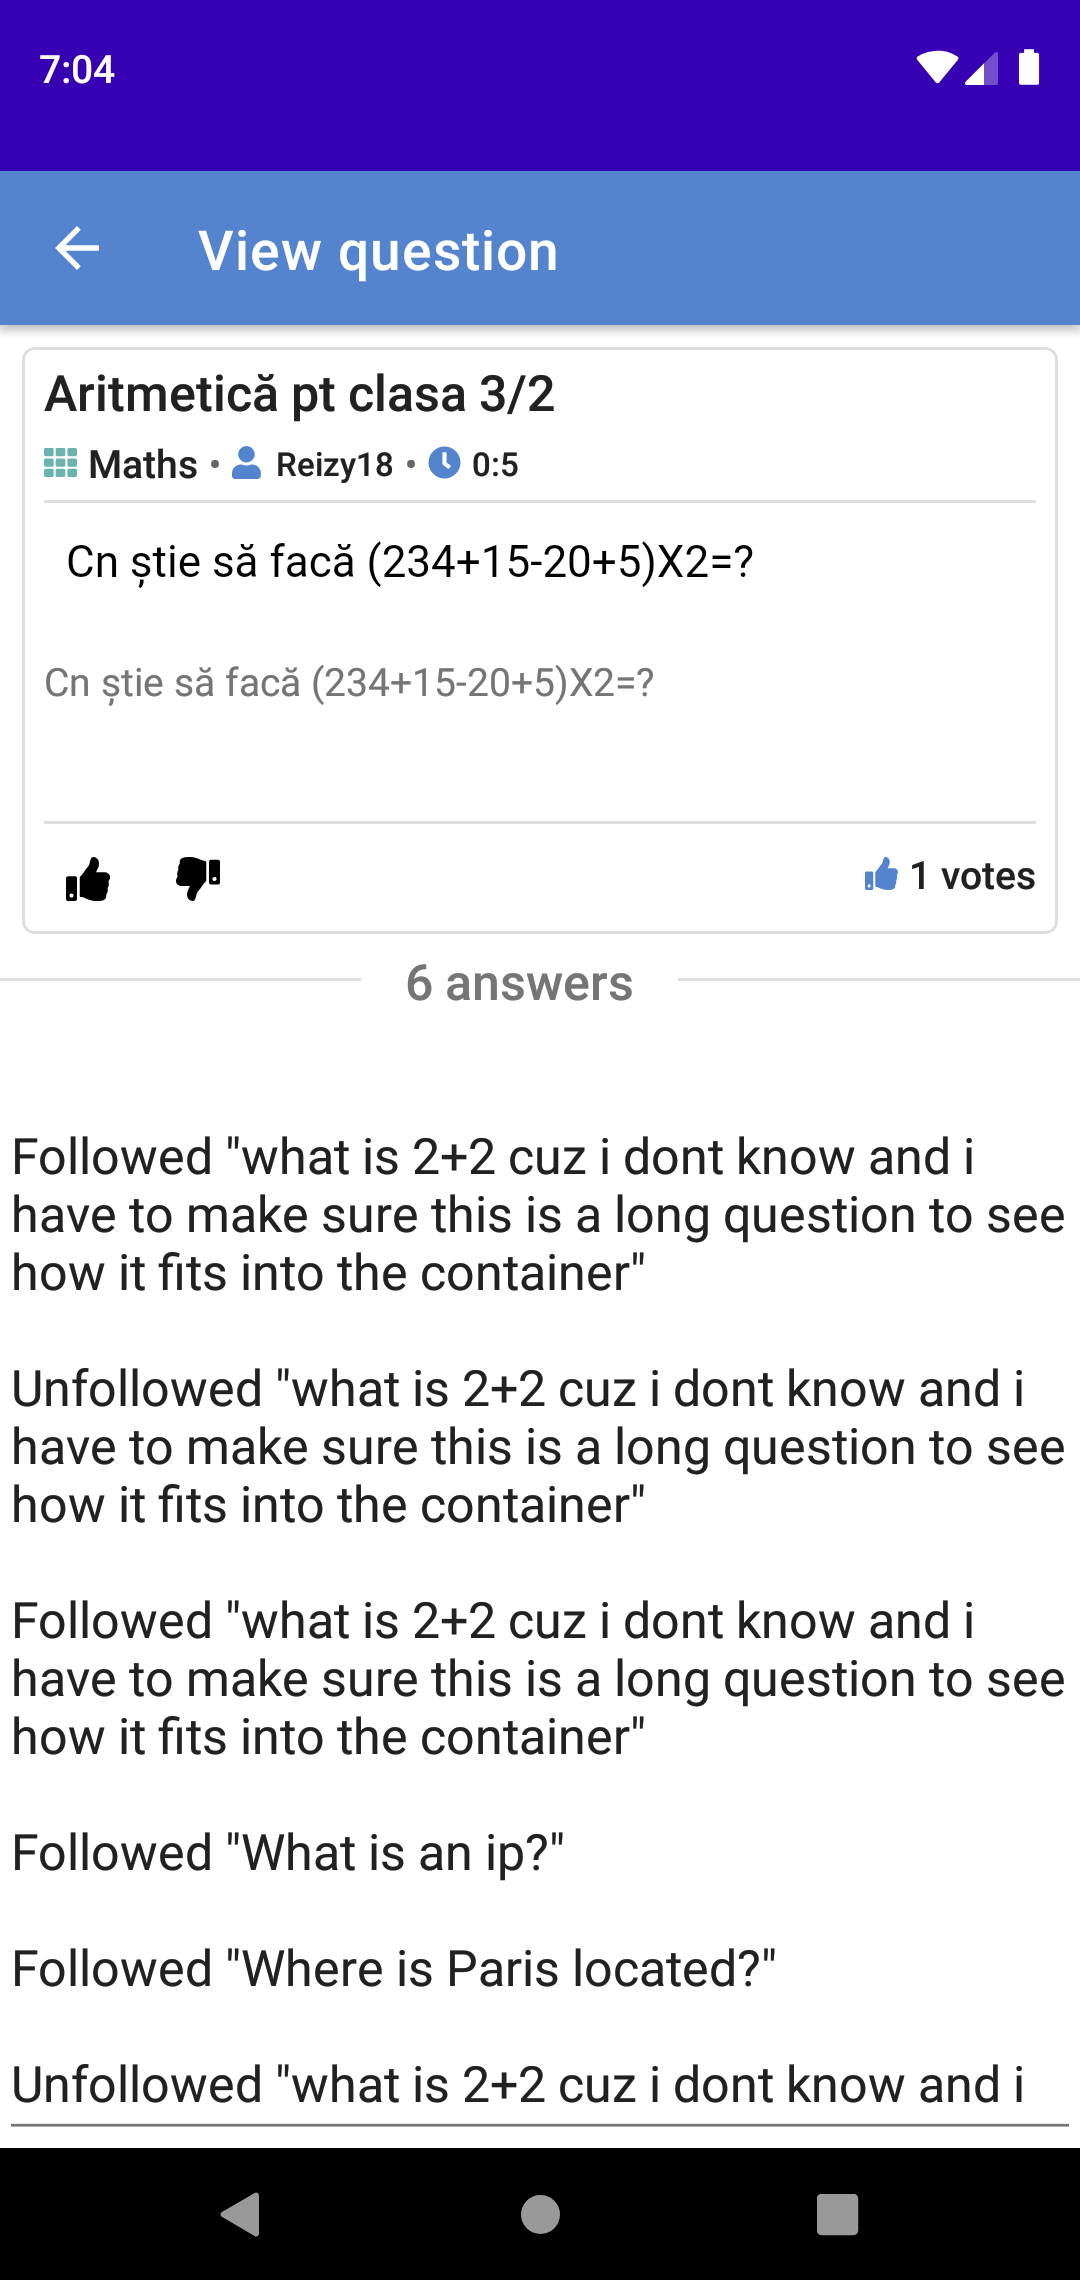 7:04
View question
Aritmetică pt clasa 3/2
Maths • Reizy18 • 0:5
Cn știe să facă (234+15-20+5)X2=?
Cn știe să facă (234+15-20+5)X2=?
1 votes
6 answers
Followed "what is 2+2 cuz i dont know and i
have to make sure this is a long question to see
how it fits into the container"
Unfollowed "what is 2+2 cuz i dont know and i
have to make sure this is a long question to see
how it fits into the container"
Followed "what is 2+2 cuz i dont know and i
have to make sure this is a long question to see
how it fits into the container"
Followed "What is an ip?"
Followed "Where is Paris located?"
Unfollowed "what is 2+2 cuz i dont know and i